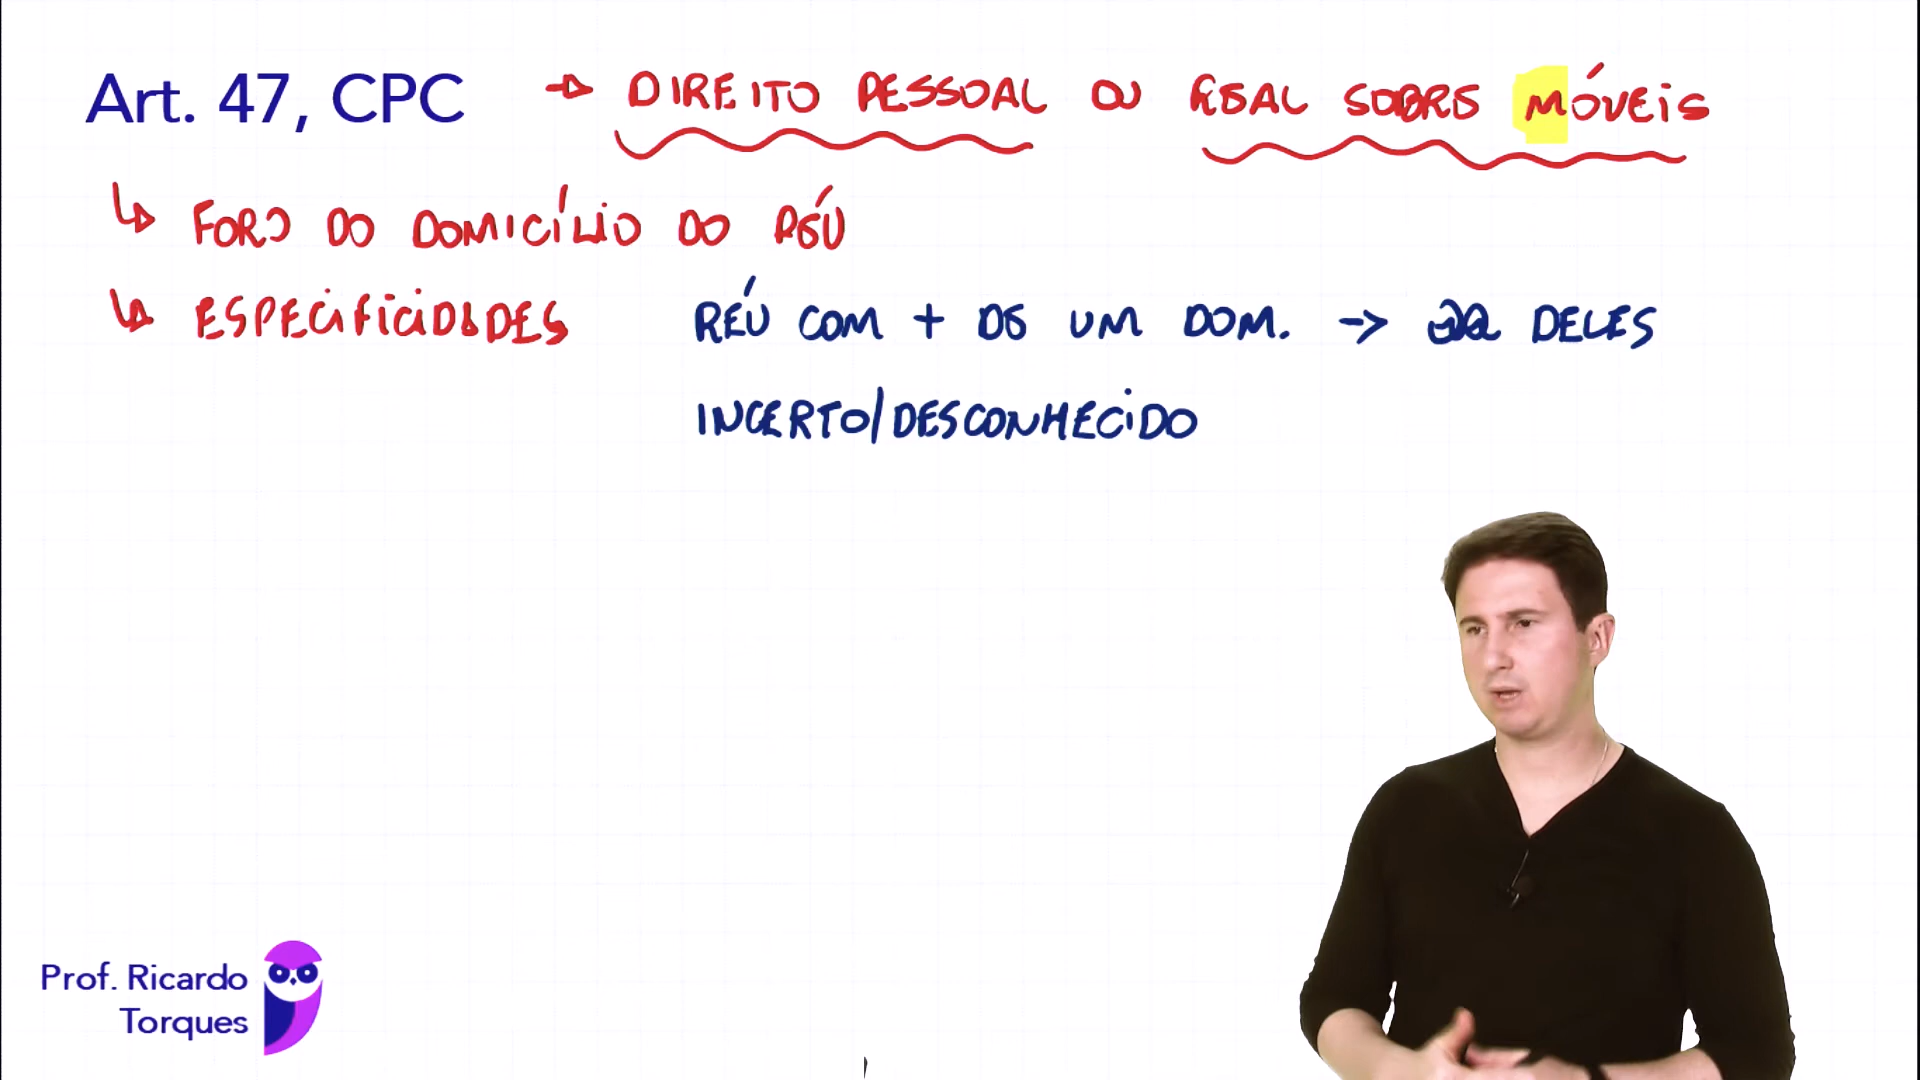 Art. 47, CPC → DIREITO PESSOAL OU REAL SOBRE MÓVEIS
↳ FORO DO DOMICÍLIO DO RÉU
↳ ESPECIFICIDADES RÉU COM + DE UM DOM. → DELES
INCERTO/DESCONHECIDO
Prof. Ricardo
Torques